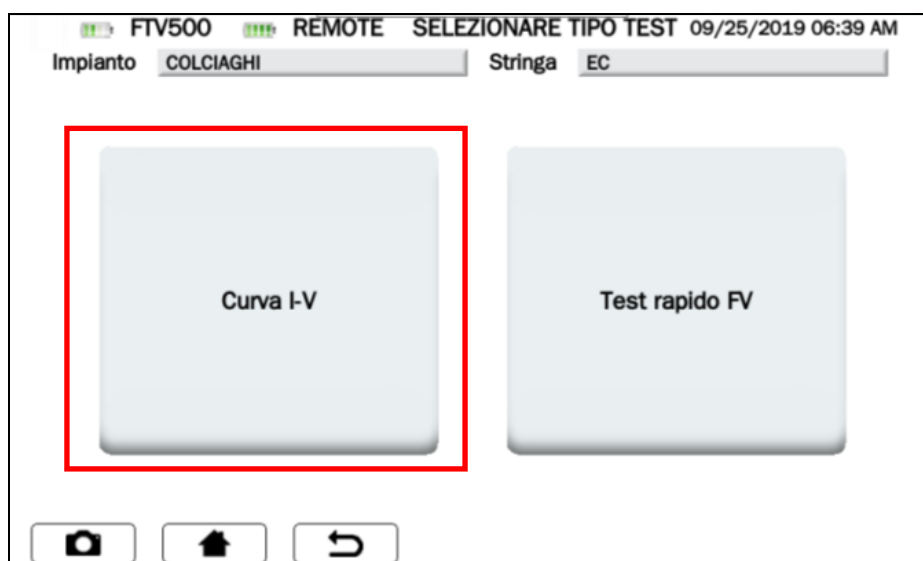 FTV500 REMOTE SELEZIONARE TIPO TEST 09/25/2019 06:39 AM
Impianto COLCIAGHI Stringa EC
Curva I-V Test rapido FV